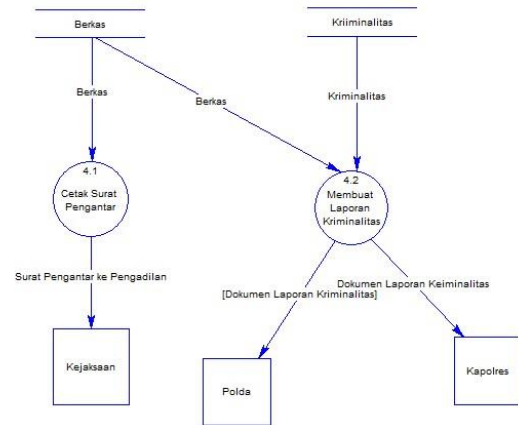 Berkas
Kriiminalitas
Berkas
Berkas
Kriminalitas
4.1
Cetak Surat
Pengantar
4.2
Membuat
Laporan
Kriminalitas
Surat Pengantar ke Pengadilan
Dokumen Laporan Keiminalitas
[Dokumen Laporan Kriminalitas]
Kejaksaan
Polda
Kapolres